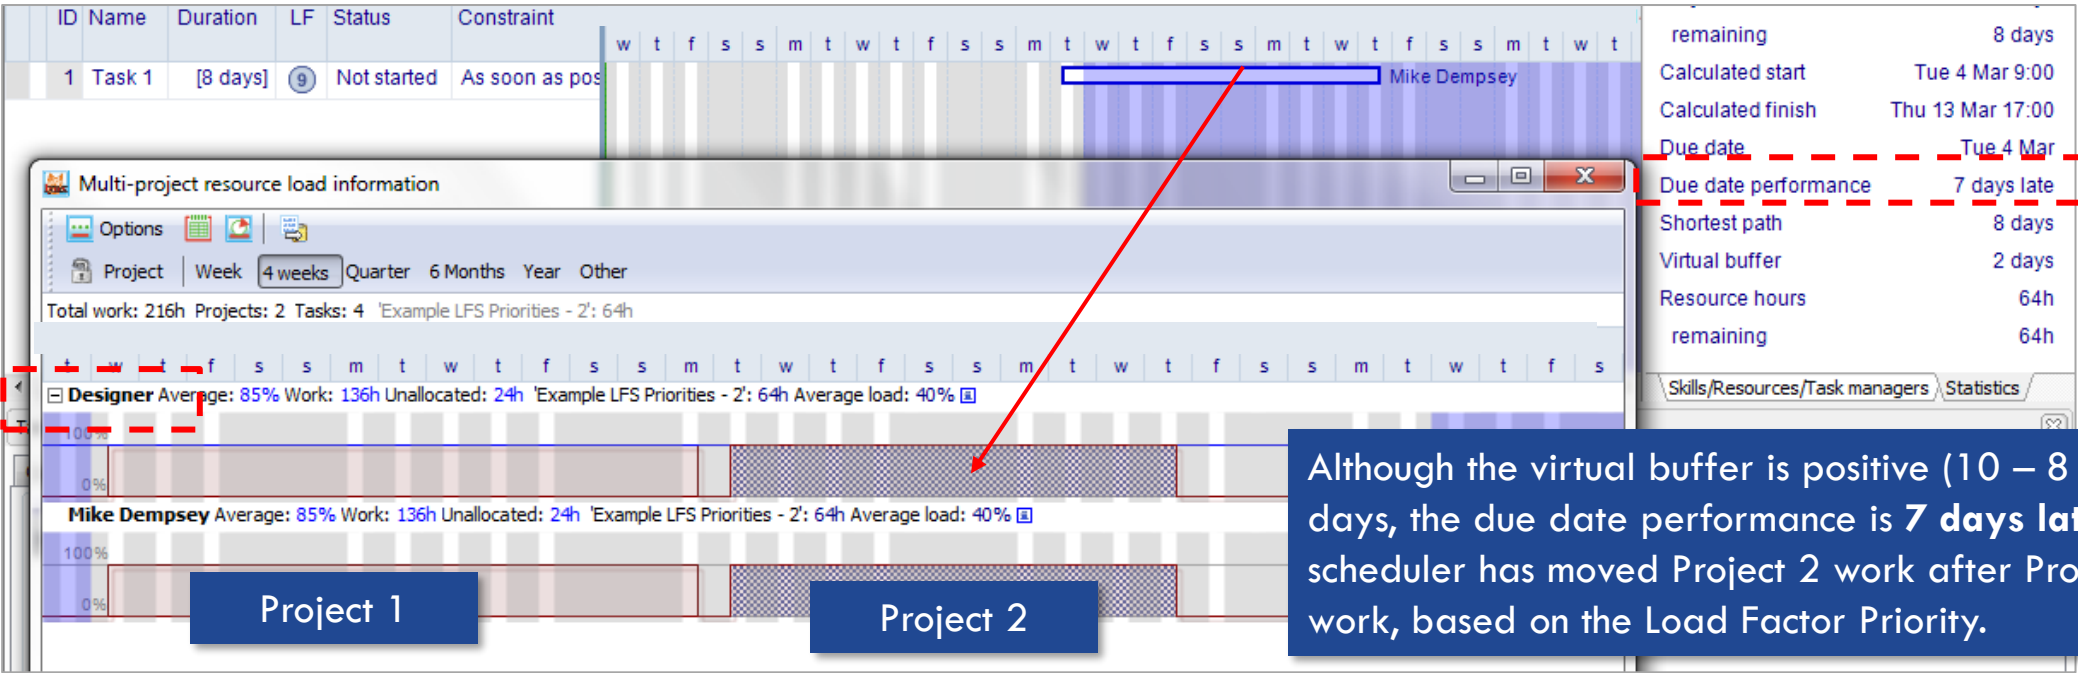 ID Name Duration LF Status Constraint
w t f s s m t w t f s s m t w t f s s m t w t f s s m t w t
1 Task 1 [8 days] 9 Not started As soon as pos
Mike Dempsey
remaining 8 days
Calculated start Tue 4 Mar 9:00
Calculated finish Thu 13 Mar 17:00
Due date Tue 4 Mar
Due date performance 7 days late
Shortest path 8 days
Virtual buffer 2 days
Resource hours 64h
remaining 64h
Skills/Resources/Task managers Statistics
Multi-project resource load information
Options
Project Week 4 weeks Quarter 6 Months Year Other
Total work: 216h Projects: 2 Tasks: 4 'Example LFS Priorities - 2': 64h
t w t f s s m t w t f s s m t w t f s s m t w t f s s m t w t f s
Designer Average: 85% Work: 136h Unallocated: 24h 'Example LFS Priorities - 2': 64h Average load: 40%
100%
0%
Mike Dempsey Average: 85% Work: 136h Unallocated: 24h 'Example LFS Priorities - 2': 64h Average load: 40%
100%
0%
Project 1
Project 2
Although the virtual buffer is positive (10 – 8
days, the due date performance is 7 days lat
scheduler has moved Project 2 work after Pro
work, based on the Load Factor Priority.